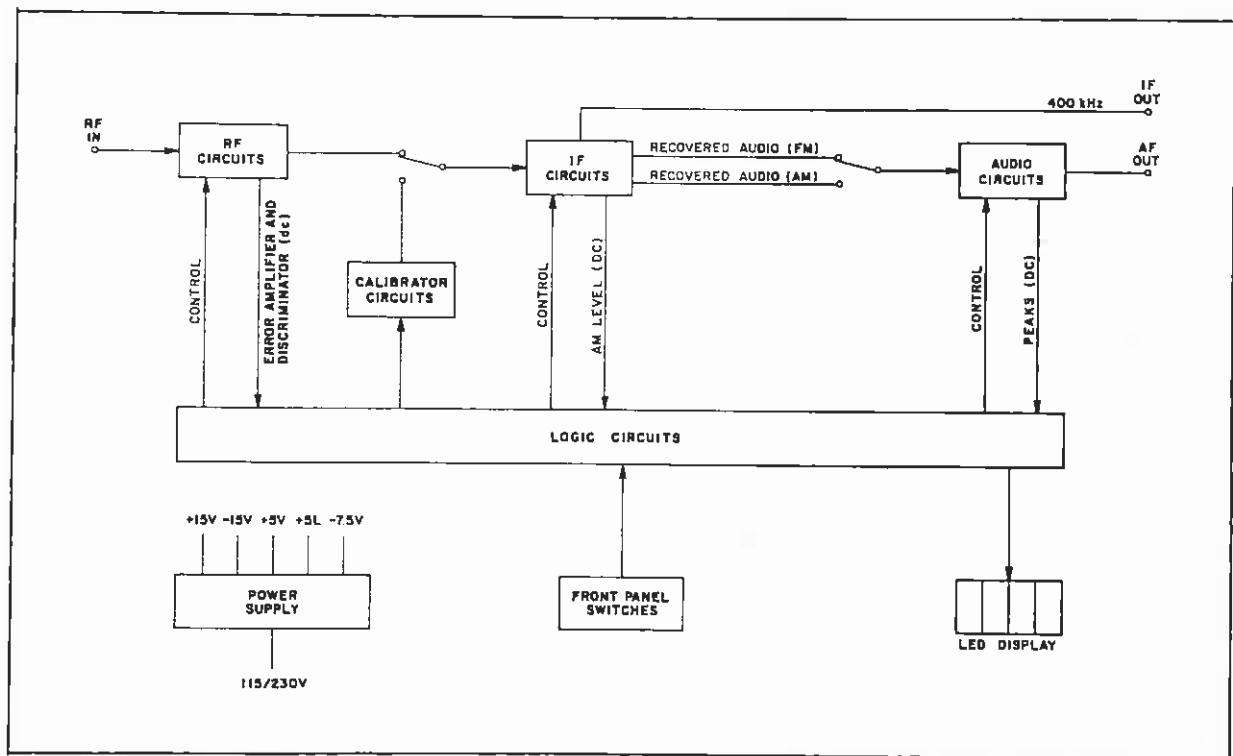 RF
IN
RF
CIRCUITS
CONTROL
ERROR AMPLIFIER AND
DISCRIMINATOR (dc)
CALIBRATOR
CIRCUITS
IF
CIRCUITS
400 kHz
IF
OUT
RECOVERED AUDIO (FM)
RECOVERED AUDIO (AM)
CONTROL
AM LEVEL (DC)
AUDIO
CIRCUITS
AF
OUT
CONTROL
PEAKS (DC)
LOGIC CIRCUITS
+15V -15V +5V +5L -7.5V
POWER
SUPPLY
115/230V
FRONT PANEL
SWITCHES
LED DISPLAY